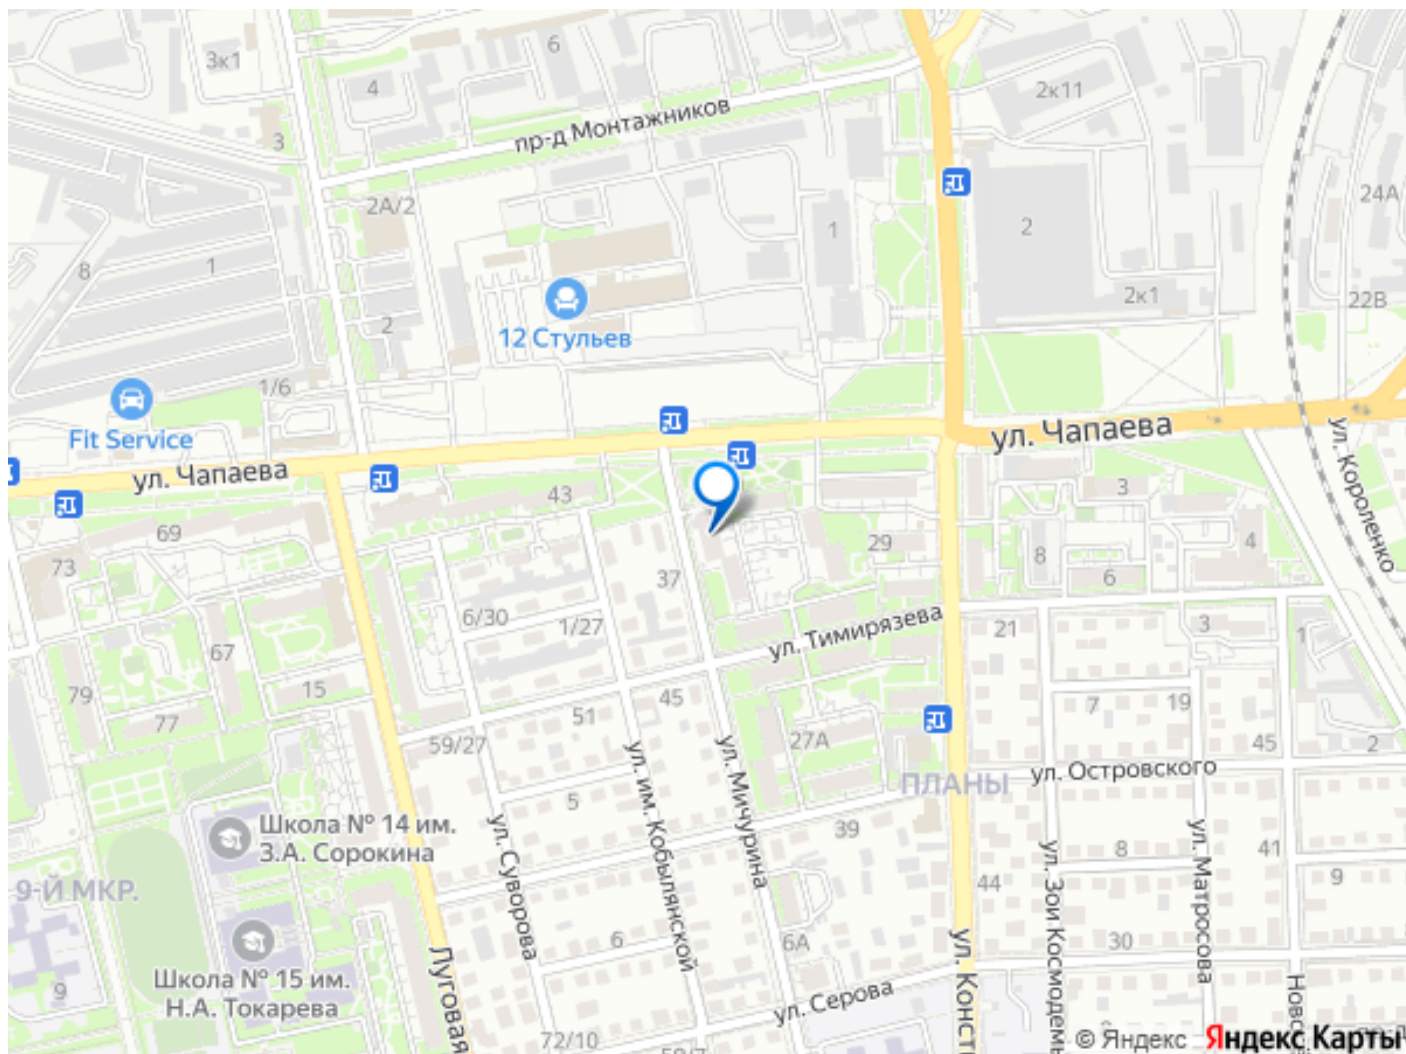 6
3к1
4
2к11
пр-д Монтажников
3
24А
2А/2
1
2
8
1
2к1
22В
2
12 Стульев
1/6
Fit Service
ул. Чапаева
ул. Чапаева
ул. Короленко
43
3
69
29
8
4
73
37
6
6/30
1/27
ул. Тимирязева
21
3
1
67
15
79
45
7
19
77
51
59/27
27А
45
2
ул. им. Кобылянской
ул. Мичурина
ул. Островского
ПЛАНЫ
5
Школа № 14 им.
З.А. Сорокина
ул. Суворова
39
8
41
ул. Матросова
ул. Зои Космодемь
9-Й МКР.
44
9
6
6А
30
Луговая
ул. Конст
Школа № 15 им.
Н.А. Токарева
9
ул. Серова
Новос
72/10
© Яндекс
Яндекс Карты